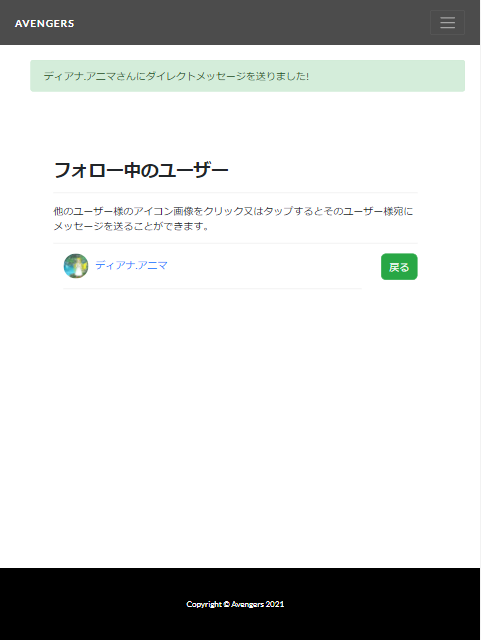 AVENGERS
ディアナ.アニマさんにダイレクトメッセージを送りました!
フォロー中のユーザー
他のユーザー様のアイコン画像をクリック又はタップするとそのユーザー様宛に
メッセージを送ることができます。
ディアナ.アニマ
戻る
Copyright © Avengers 2021